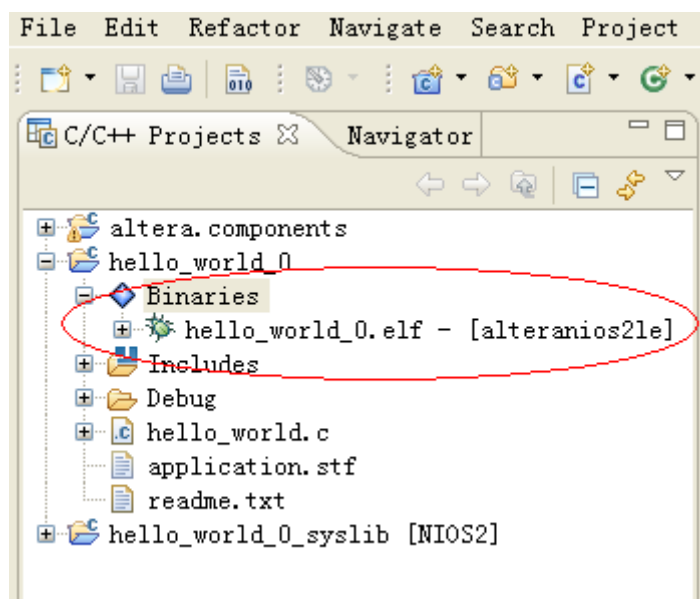 File Edit Refactor Navigate Search Project
010
C/C++ Projects Navigator
altera.components
hello_world_0
Binaries
hello_world_0.elf - [alteranios2le]
Includes
Debug
hello_world.c
application.stf
readme.txt
hello_world_0_syslib [NIOS2]